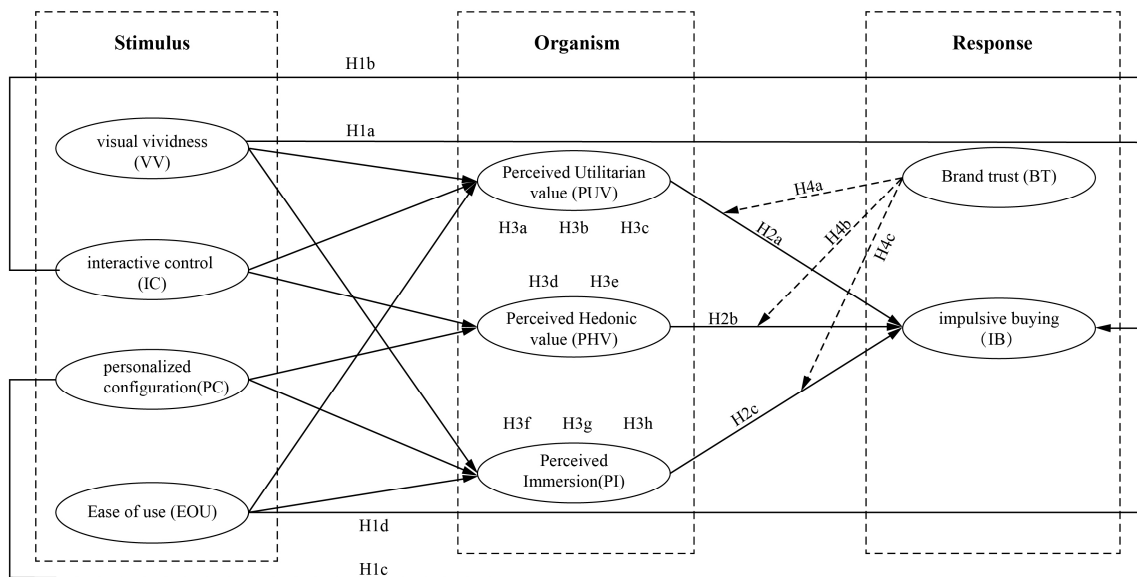 Stimulus
Organism
Response
H1b
H1a
visual vividness
(VV)
interactive control
(IC)
personalized
configuration(PC)
Ease of use (EOU)
Perceived Utilitarian
value (PUV)
H3a H3b H3c
H3d H3e
Perceived Hedonic
value (PHV)
H3f H3g H3h
Perceived
Immersion(PI)
H4a
H4b
H4c
H2a
H2b
H2c
Brand trust (BT)
impulsive buying
(IB)
H1d
H1c